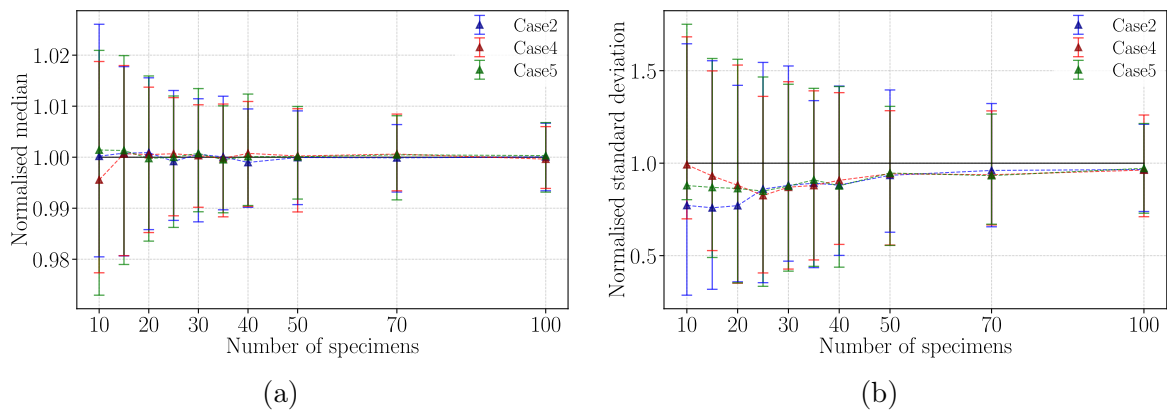 Case2
Case4
Case5
1.02
1.01
1.00
0.99
0.98
Normalised median
10 20 30 40 50 70 100
Number of specimens
(a)
Case2
Case4
Case5
1.5
1.0
0.5
Normalised standard deviation
10 20 30 40 50 70 100
Number of specimens
(b)